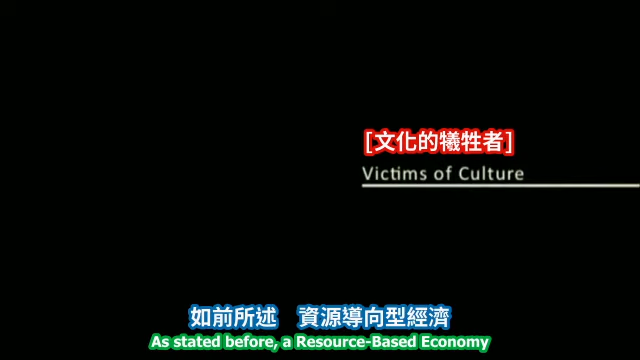 [文化的犧牲者]
Victims of Culture
如前所述　資源導向型經濟
As stated before, a Resource-Based Economy